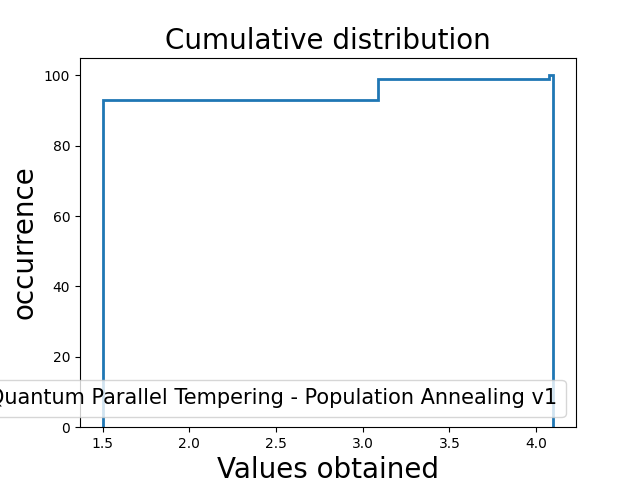 Cumulative distribution
occurrence
100
80
60
40
20
0
Quantum Parallel Tempering - Population Annealing v1
1.5 2.0 2.5 3.0 3.5 4.0
Values obtained